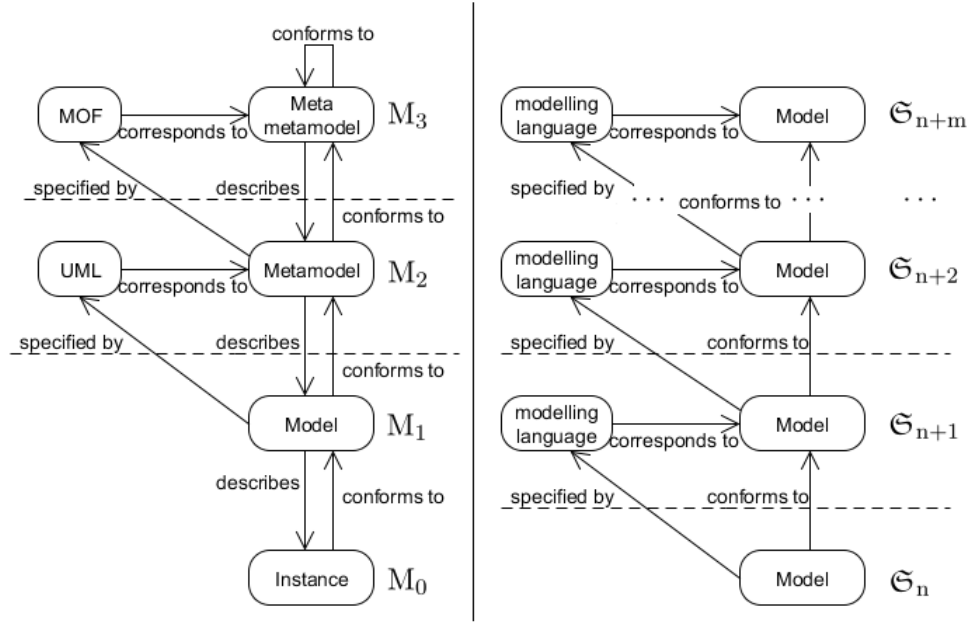 conforms to
MOF
corresponds to
Meta
metamodel
M₃
specified by
describes
conforms to
UML
corresponds to
Metamodel
M₂
specified by
describes
conforms to
Model
M₁
describes
conforms to
Instance
M₀
modelling
language
corresponds to
Model
𝔖ₙ₊ₘ
specified by
...
conforms to
...
...
modelling
language
corresponds to
Model
𝔖ₙ₊₂
specified by
conforms to
modelling
language
corresponds to
Model
𝔖ₙ₊₁
specified by
conforms to
Model
𝔖ₙ